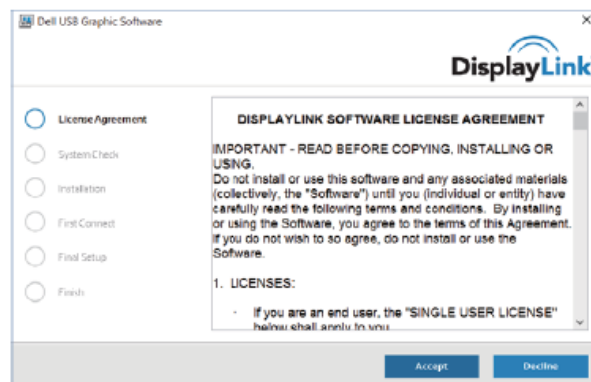 Dell USB Graphic Software
DisplayLink
License Agreement
System Check
Installation
First Connect
Final Setup
Finish
DISPLAYLINK SOFTWARE LICENSE AGREEMENT
IMPORTANT - READ BEFORE COPYING, INSTALLING OR
USING.
Do not install or use this software and any associated materials
(collectively, the "Software") until you (individual or entity) have
carefully read the following terms and conditions. By installing
or using the Software, you agree to the terms of this Agreement.
If you do not wish to so agree, do not install or use the
Software.
1. LICENSES:
· If you are an end user, the "SINGLE USER LICENSE"
below shall apply to you
Accept
Decline